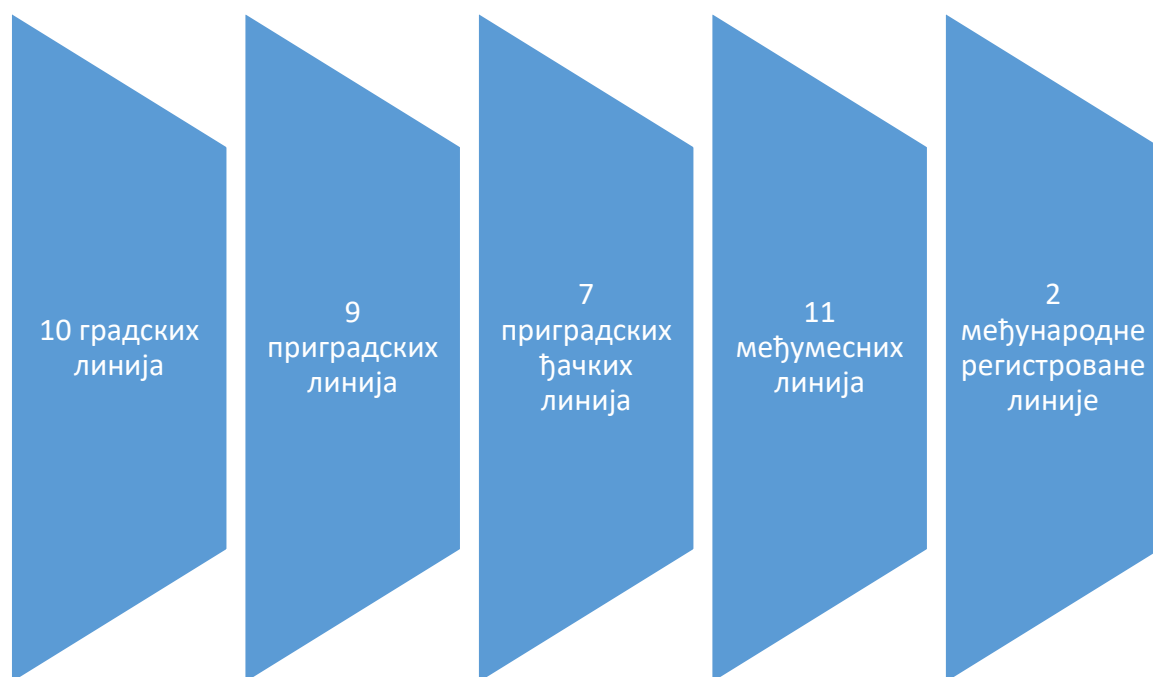 10 градских
линија
9
приградских
линија
7
приградских
ђачких
линија
11
међумесних
линија
2
међународне
регистроване
линије